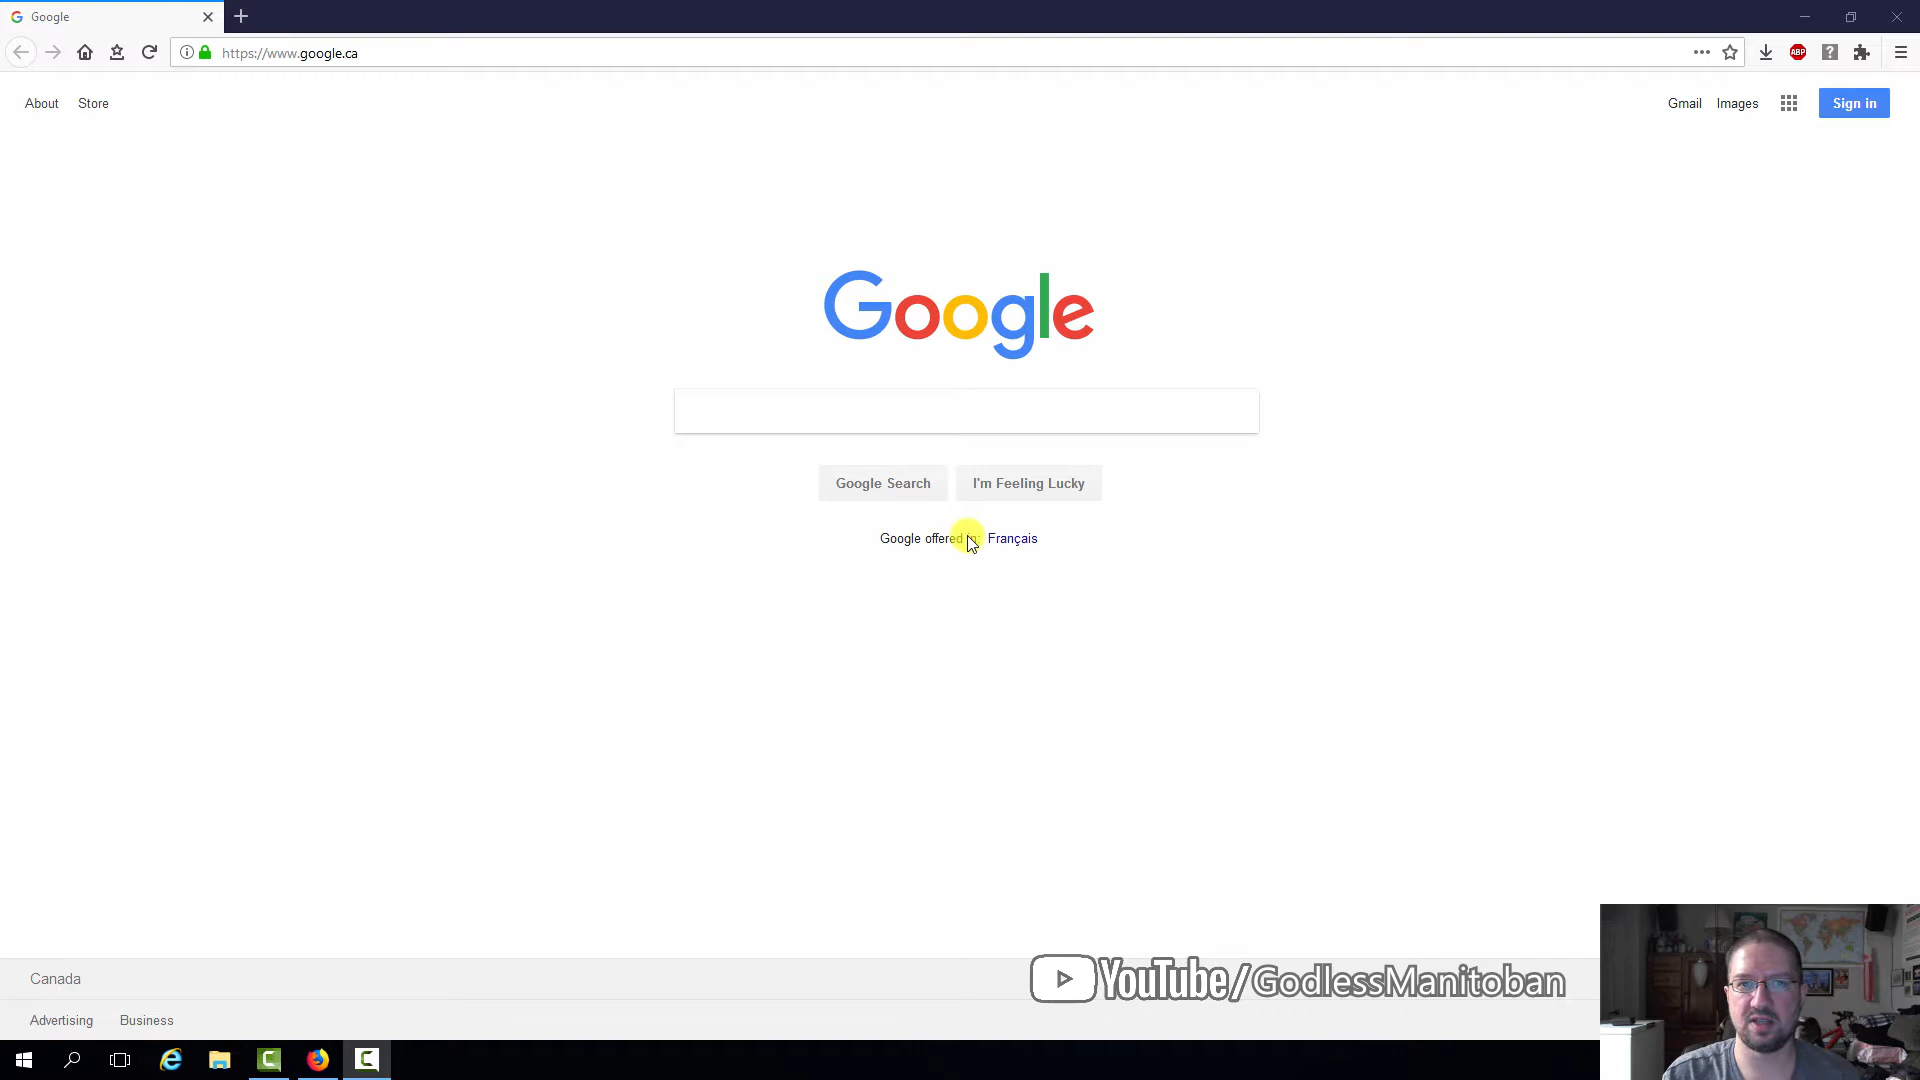 Google
https://www.google.ca
ABP
About Store
Gmail Images Sign in
Google
Google Search I'm Feeling Lucky
Google offered in: Français
Canada
YouTube/GodlessManitoban
Advertising Business